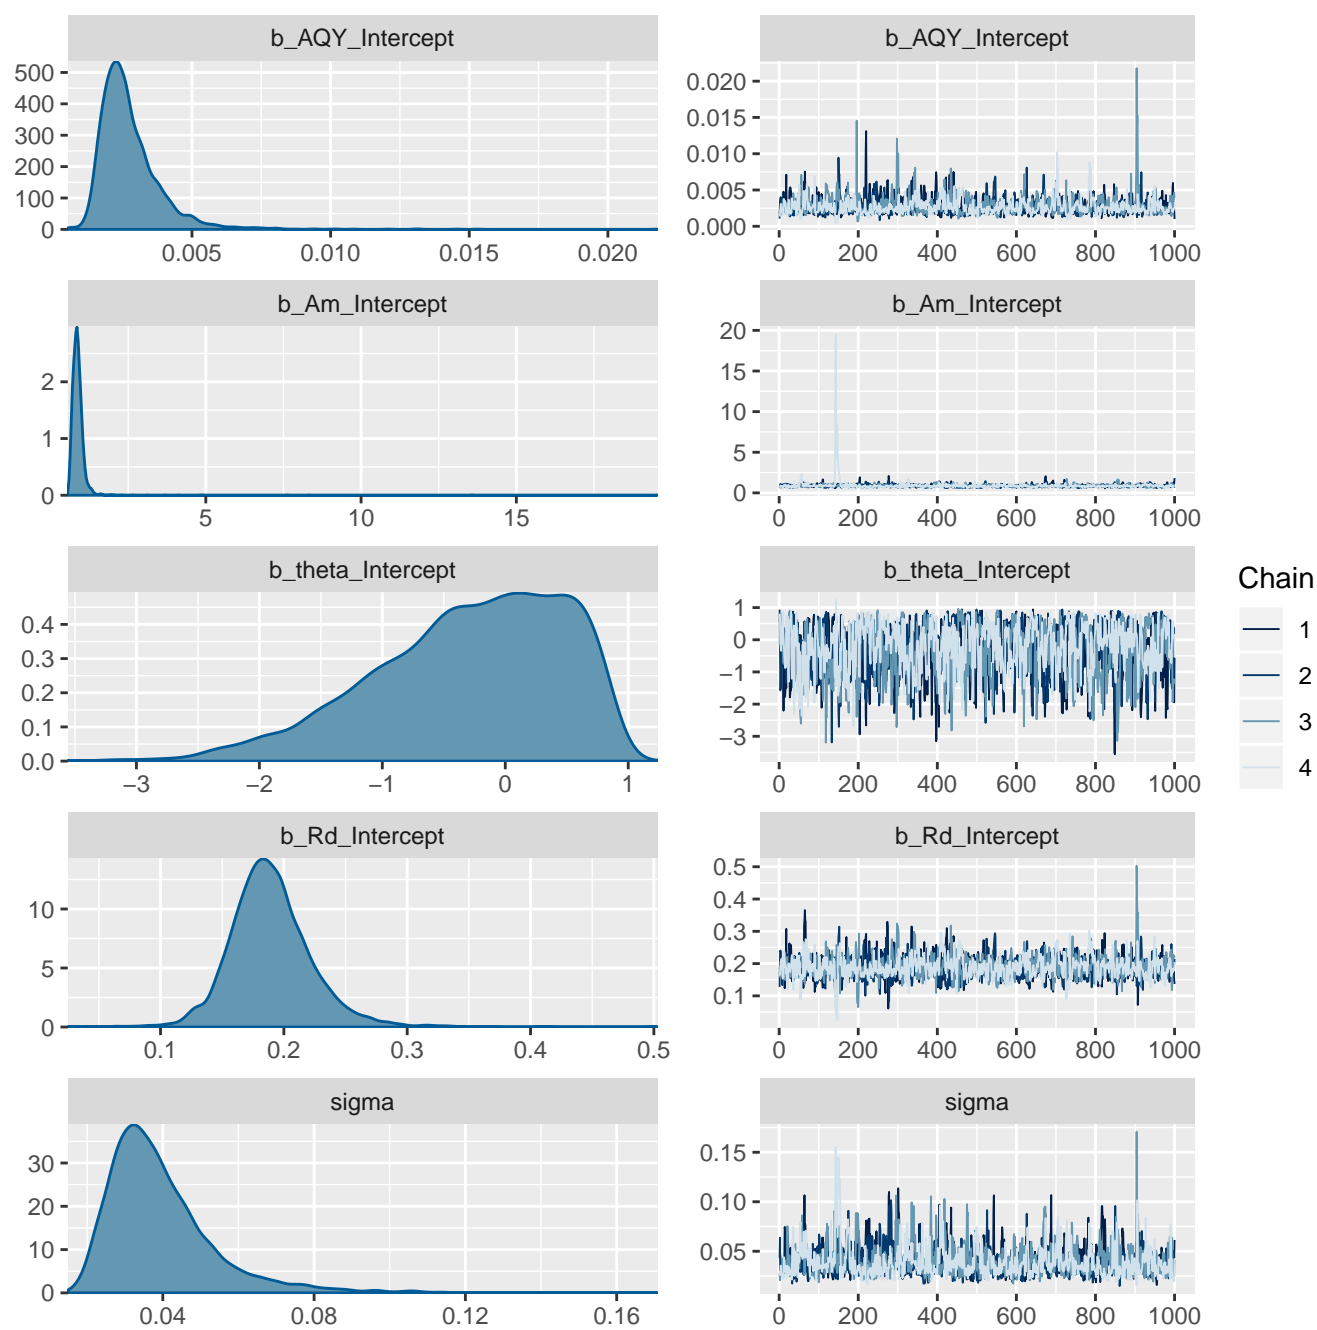 b_AQY_Intercept
500
400
300
200
100
0
0.005 0.010 0.015 0.020
b_AQY_Intercept
0.020
0.015
0.010
0.005
0.000
0 200 400 600 800 1000
b_Am_Intercept
2
1
0
5 10 15
b_Am_Intercept
20
15
10
5
0
0 200 400 600 800 1000
b_theta_Intercept
0.4
0.3
0.2
0.1
0.0
−3 −2 −1 0 1
b_theta_Intercept
1
0
−1
−2
−3
0 200 400 600 800 1000
b_Rd_Intercept
10
5
0
0.1 0.2 0.3 0.4 0.5
b_Rd_Intercept
0.5
0.4
0.3
0.2
0.1
0 200 400 600 800 1000
sigma
30
20
10
0
0.04 0.08 0.12 0.16
sigma
0.15
0.10
0.05
0 200 400 600 800 1000
Chain
1
2
3
4